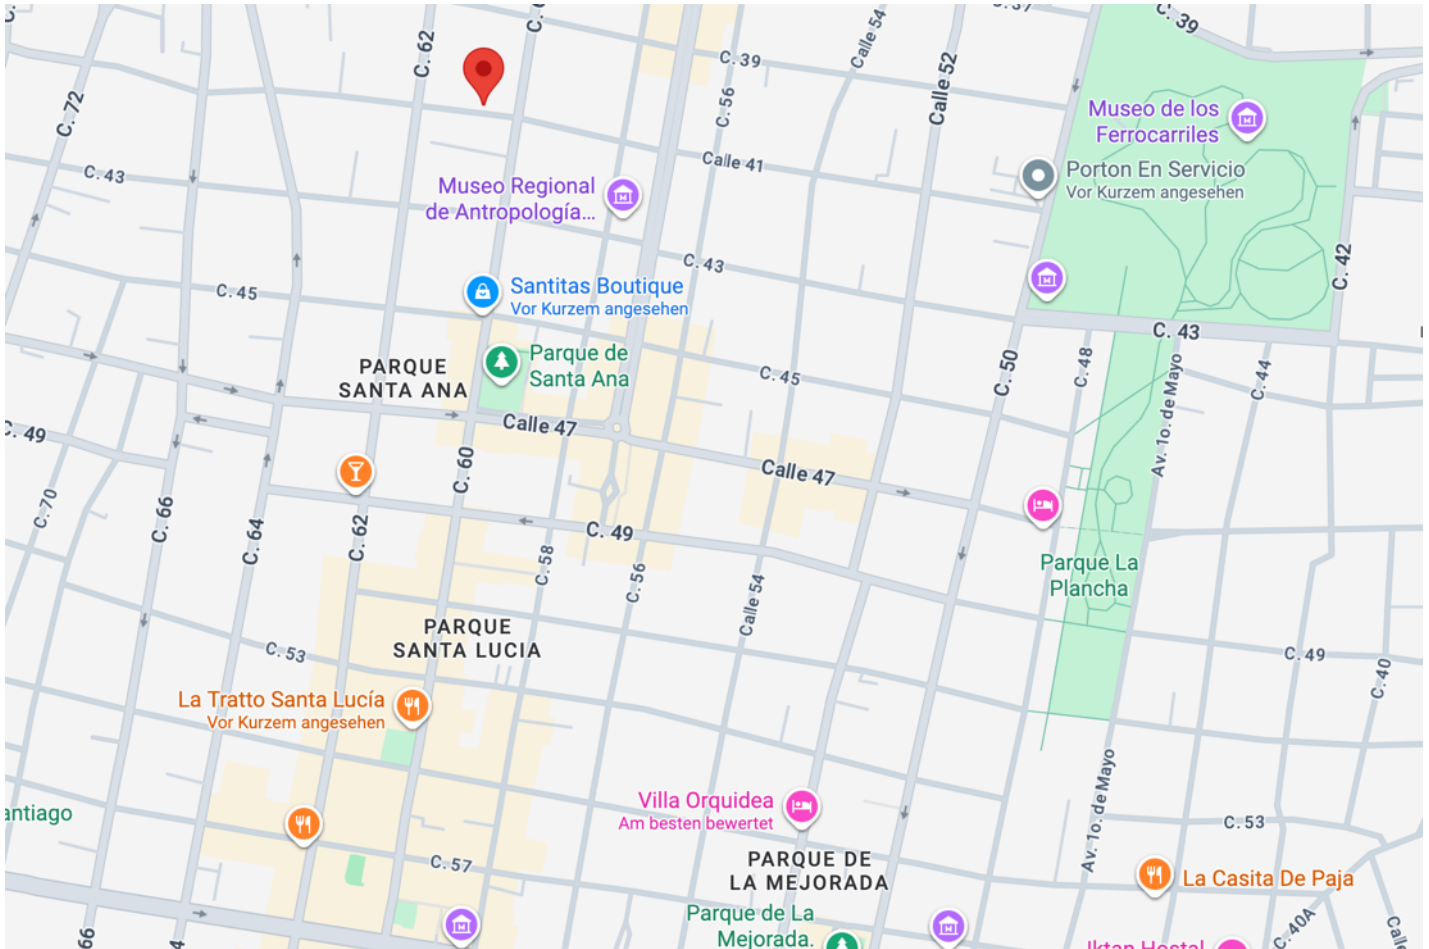 C. 39
C. 62
Calle 54
C. 39
Calle 52
C. 72
C. 56
Museo de los
Ferrocarriles
Calle 41
Porton En Servicio
Vor Kurzem angesehen
C. 43
Museo Regional
de Antropología...
C. 42
C. 43
Santitas Boutique
Vor Kurzem angesehen
C. 45
C. 43
Parque de
Santa Ana
PARQUE
SANTA ANA
C. 45
C. 50
C. 48
C. 44
Av. 1o. de Mayo
Calle 47
C. 49
C. 60
Calle 47
C. 70
C. 66
C. 64
C. 62
C. 49
C. 58
C. 56
Calle 54
Parque La
Plancha
PARQUE
SANTA LUCIA
C. 53
C. 49
C. 40
La Tratto Santa Lucía
Vor Kurzem angesehen
Av. 1o. de Mayo
antiago
Villa Orquidea
Am besten bewertet
C. 53
C. 57
PARQUE DE
LA MEJORADA
La Casita De Paja
Parque de La
Mejorada.
C. 40A
66
4
Iktan Hostal